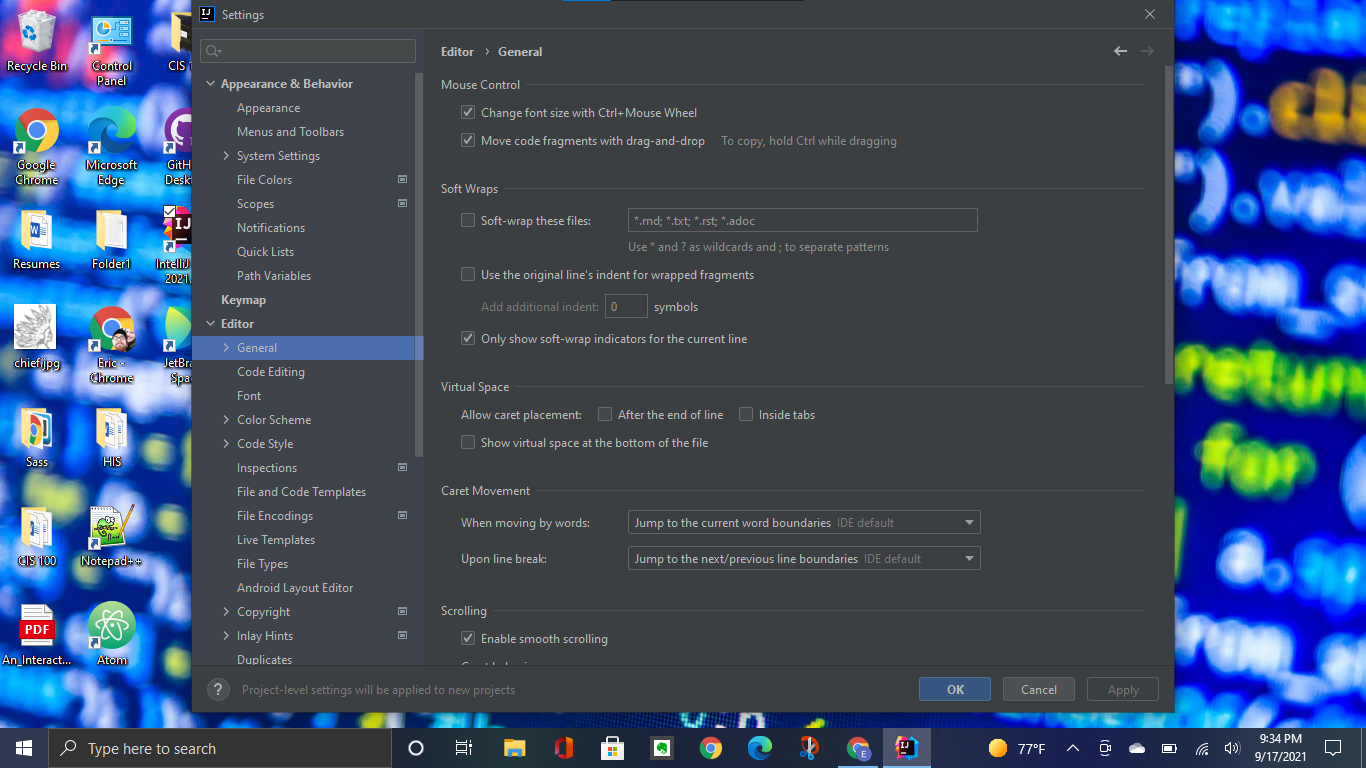 Recycle Bin
Control
Panel
CIS 1
Google
Chrome
Microsoft
Edge
GitH
Deskt
Resumes
Folder1
IntelliJ
2021.
chief.jpg
Eric -
Chrome
JetBra
Spa
Sass
HIS
CIS 100
Notepad++
PDF
An_Interact...
Atom
Settings
Appearance & Behavior
Appearance
Menus and Toolbars
System Settings
File Colors
Scopes
Notifications
Quick Lists
Path Variables
Keymap
Editor
General
Code Editing
Font
Color Scheme
Code Style
Inspections
File and Code Templates
File Encodings
Live Templates
File Types
Android Layout Editor
Copyright
Inlay Hints
Duplicates
Editor › General
Mouse Control
Change font size with Ctrl+Mouse Wheel
Move code fragments with drag-and-drop To copy, hold Ctrl while dragging
Soft Wraps
Soft-wrap these files: *.md; *.txt; *.rst; *.adoc
Use * and ? as wildcards and ; to separate patterns
Use the original line's indent for wrapped fragments
Add additional indent: 0 symbols
Only show soft-wrap indicators for the current line
Virtual Space
Allow caret placement: After the end of line Inside tabs
Show virtual space at the bottom of the file
Caret Movement
When moving by words: Jump to the current word boundaries IDE default
Upon line break: Jump to the next/previous line boundaries IDE default
Scrolling
Enable smooth scrolling
? Project-level settings will be applied to new projects
OK Cancel Apply
Type here to search
77°F
9:34 PM
9/17/2021